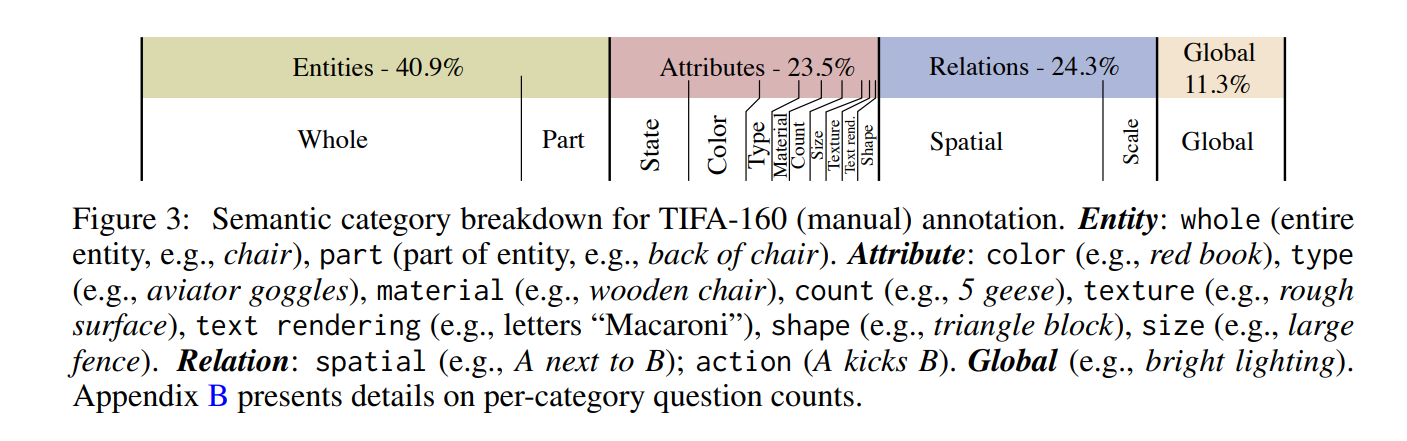 Entities - 40.9%
Attributes - 23.5%
Relations - 24.3%
Global
11.3%
Whole
Part
State
Color
Type
Material
Count
Size
Texture
Text rend.
Shape
Spatial
Scale
Global
Figure 3: Semantic category breakdown for TIFA-160 (manual) annotation. Entity: whole (entire
entity, e.g., chair), part (part of entity, e.g., back of chair). Attribute: color (e.g., red book), type
(e.g., aviator goggles), material (e.g., wooden chair), count (e.g., 5 geese), texture (e.g., rough
surface), text rendering (e.g., letters “Macaroni”), shape (e.g., triangle block), size (e.g., large
fence). Relation: spatial (e.g., A next to B); action (A kicks B). Global (e.g., bright lighting).
Appendix B presents details on per-category question counts.